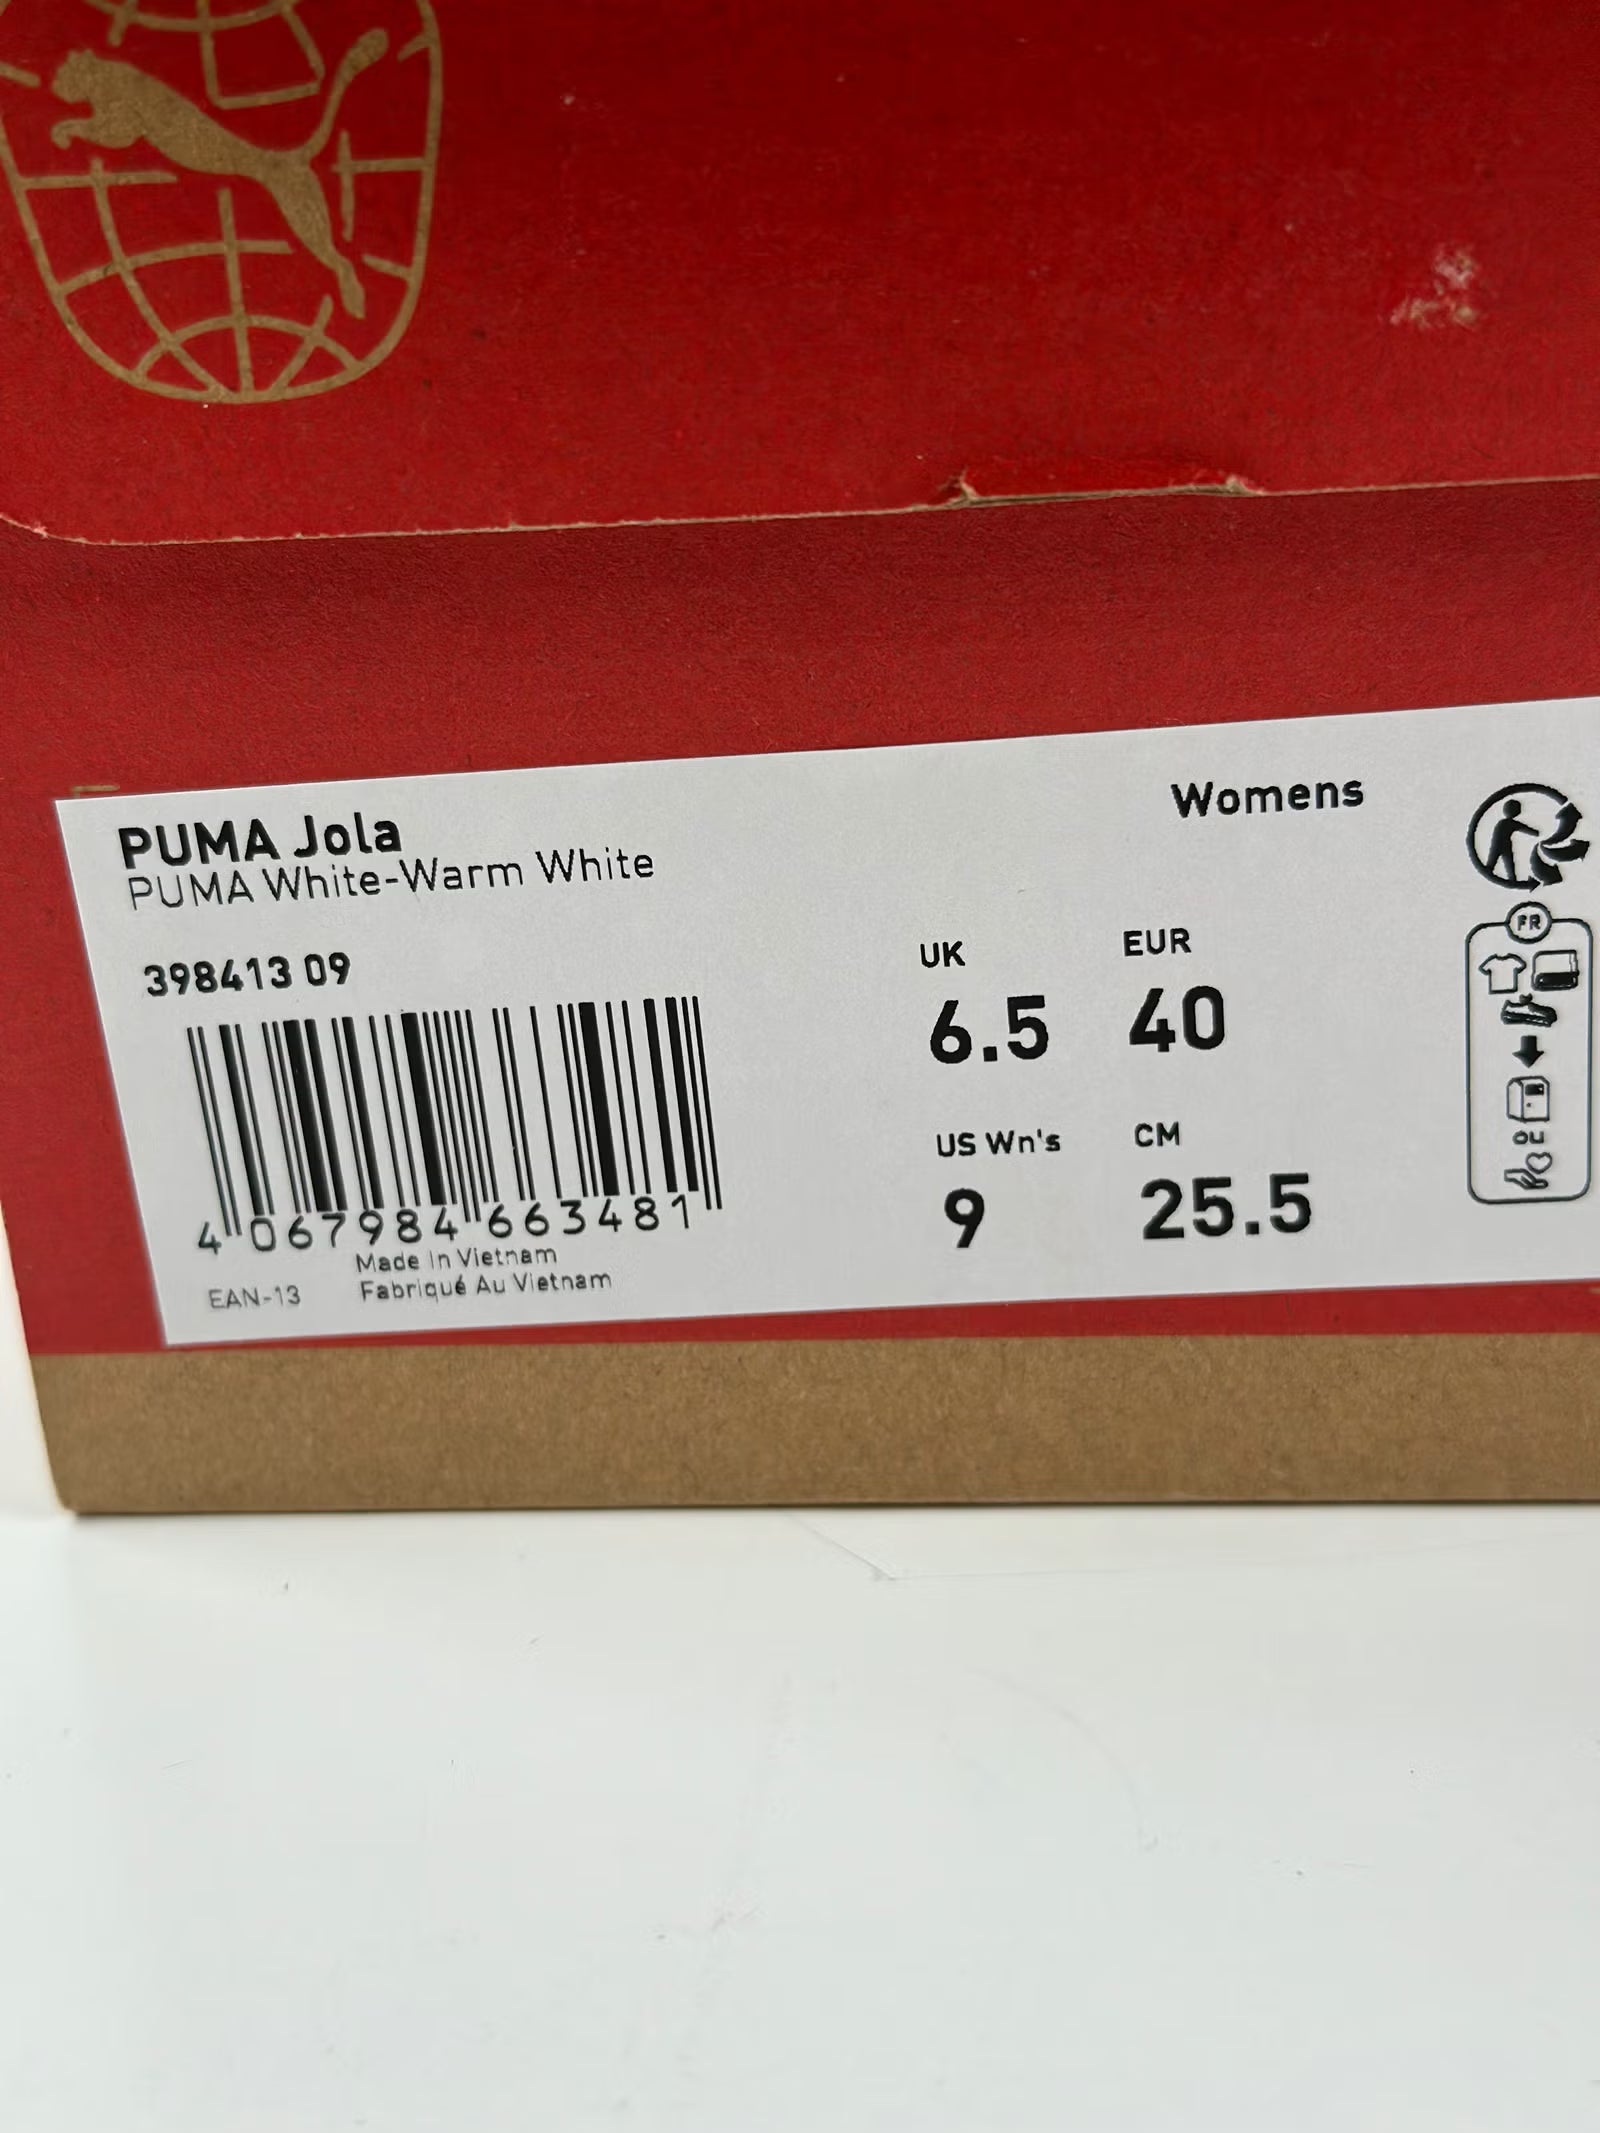 PUMA Jola
PUMA White-Warm White
Womens
398413 09
UK
6.5
EUR
40
US Wn's
9
CM
25.5
4 067984 663481
Made In Vietnam
Fabriqué Au Vietnam
EAN-13
FR
OU